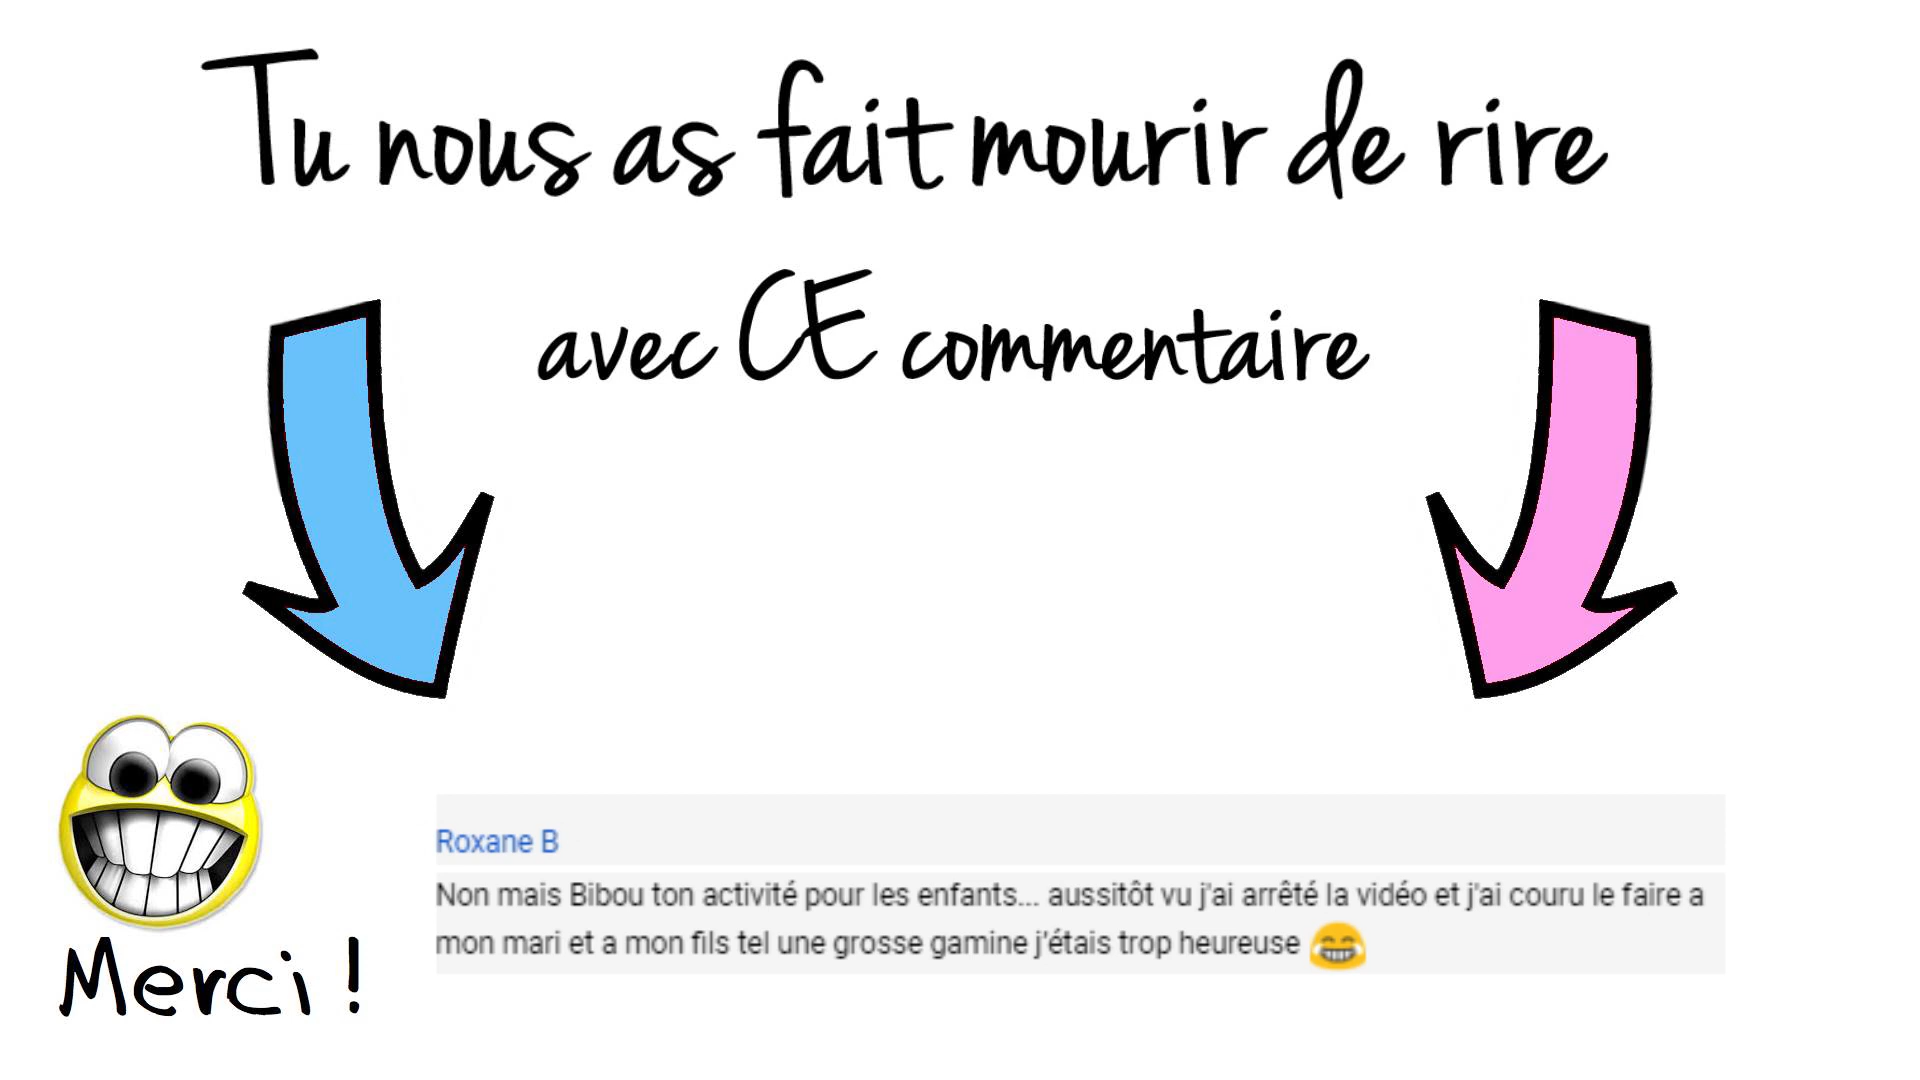 Tu nous as fait mourir de rire
avec CE commentaire
Roxane B
Non mais Bibou ton activité pour les enfants... aussitôt vu j'ai arrêté la vidéo et j'ai couru le faire a
mon mari et a mon fils tel une grosse gamine j'étais trop heureuse 😂
Merci !